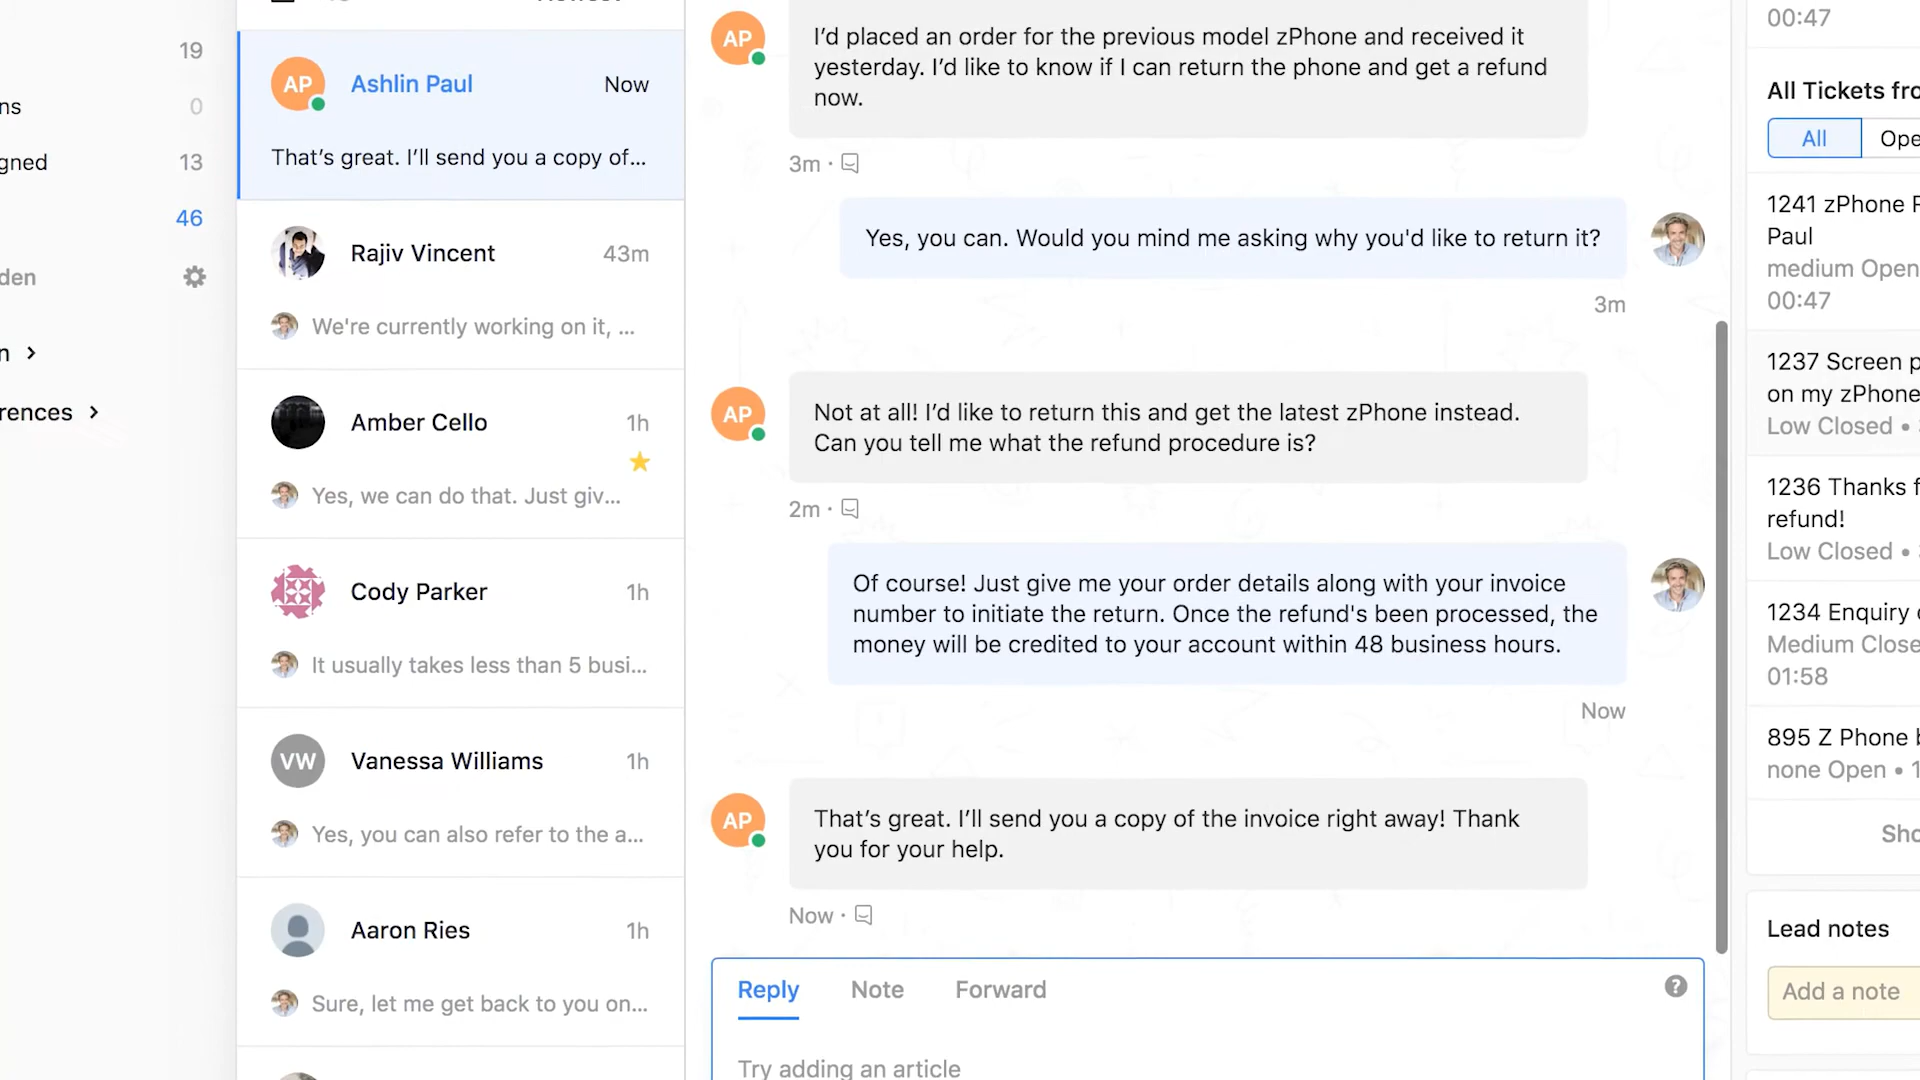 19
ns
0
gned
13
46
den
n
rences
AP
Ashlin Paul
Now
That's great. I'll send you a copy of...
Rajiv Vincent
43m
We're currently working on it, ...
Amber Cello
1h
Yes, we can do that. Just giv...
Cody Parker
1h
It usually takes less than 5 busi...
VW
Vanessa Williams
1h
Yes, you can also refer to the a...
Aaron Ries
1h
Sure, let me get back to you on...
AP
I'd placed an order for the previous model zPhone and received it
yesterday. I'd like to know if I can return the phone and get a refund
now.
3m ·
Yes, you can. Would you mind me asking why you'd like to return it?
3m
AP
Not at all! I'd like to return this and get the latest zPhone instead.
Can you tell me what the refund procedure is?
2m ·
Of course! Just give me your order details along with your invoice
number to initiate the return. Once the refund's been processed, the
money will be credited to your account within 48 business hours.
Now
AP
That's great. I'll send you a copy of the invoice right away! Thank
you for your help.
Now ·
Reply
Note
Forward
?
Try adding an article
00:47
All Tickets fro
All
Ope
1241 zPhone
Paul
medium Open
00:47
1237 Screen p
on my zPhone
Low Closed •
1236 Thanks f
refund!
Low Closed •
1234 Enquiry
Medium Close
01:58
895 Z Phone b
none Open • 1
Sho
Lead notes
Add a note